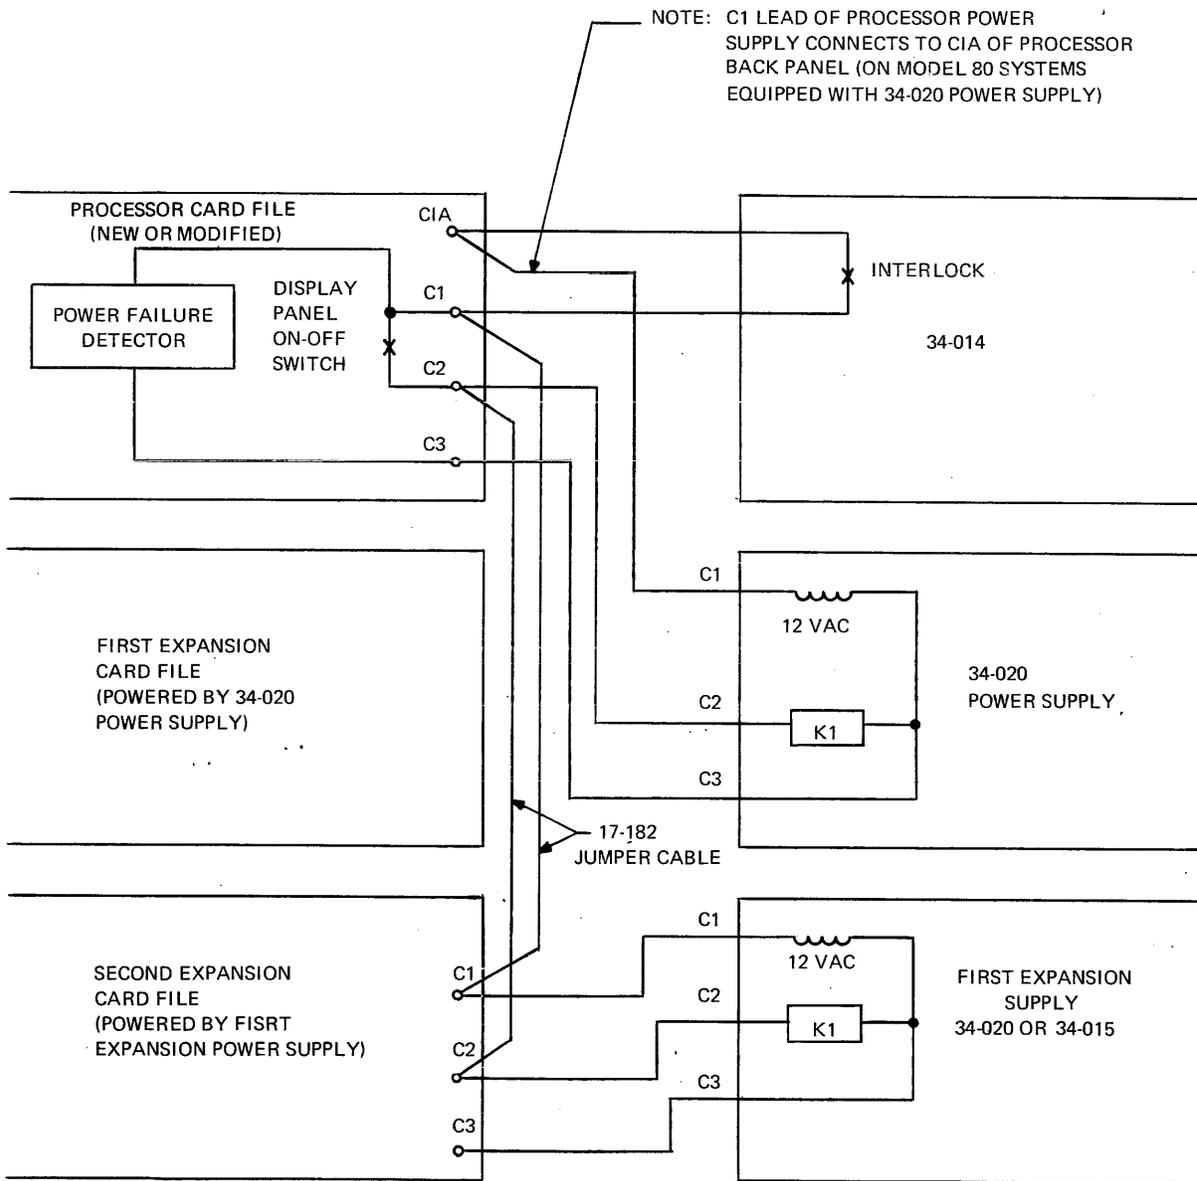 NOTE: C1 LEAD OF PROCESSOR POWER
SUPPLY CONNECTS TO CIA OF PROCESSOR
BACK PANEL (ON MODEL 80 SYSTEMS
EQUIPPED WITH 34-020 POWER SUPPLY)
PROCESSOR CARD FILE
(NEW OR MODIFIED)
CIA
POWER FAILURE
DETECTOR
DISPLAY
PANEL
ON-OFF
SWITCH
C1
C2
C3
INTERLOCK
34-014
FIRST EXPANSION
CARD FILE
(POWERED BY 34-020
POWER SUPPLY)
C1
12 VAC
C2
K1
C3
34-020
POWER SUPPLY
17-182
JUMPER CABLE
SECOND EXPANSION
CARD FILE
(POWERED BY FISRT
EXPANSION POWER SUPPLY)
C1
C2
C3
C1
12 VAC
C2
K1
C3
FIRST EXPANSION
SUPPLY
34-020 OR 34-015